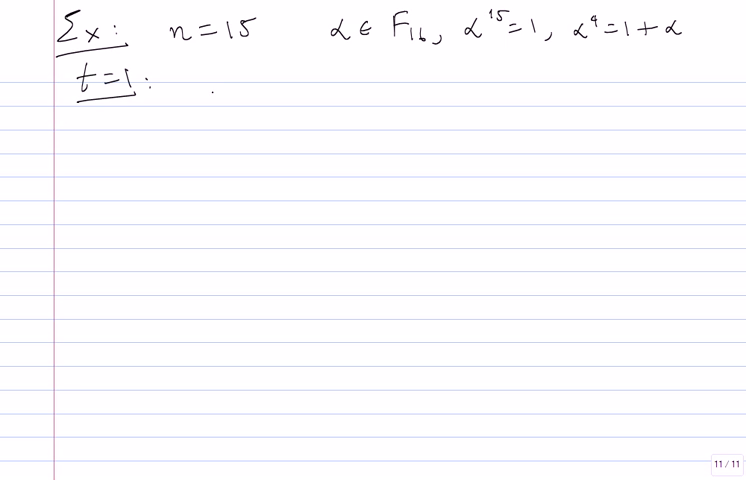 Ex: n = 15 α ∈ F₁₆, α¹⁵ = 1, α⁴ = 1 + α
t = 1 :
11 / 11